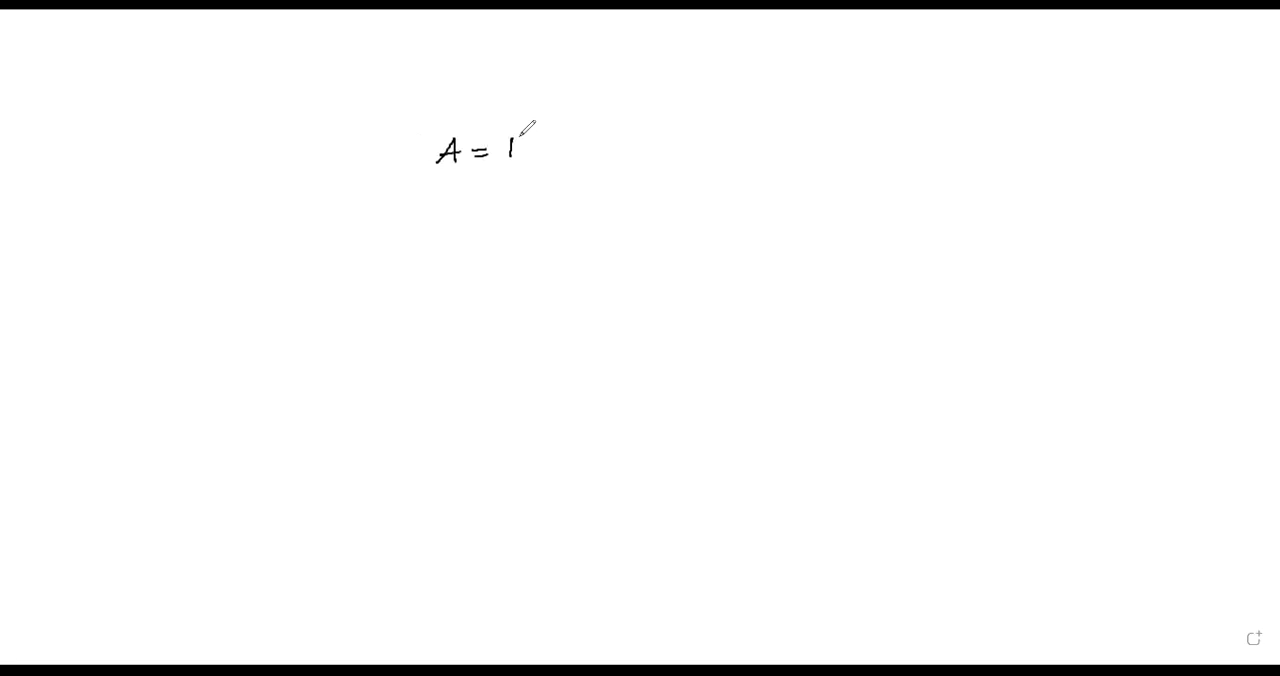 A = 1